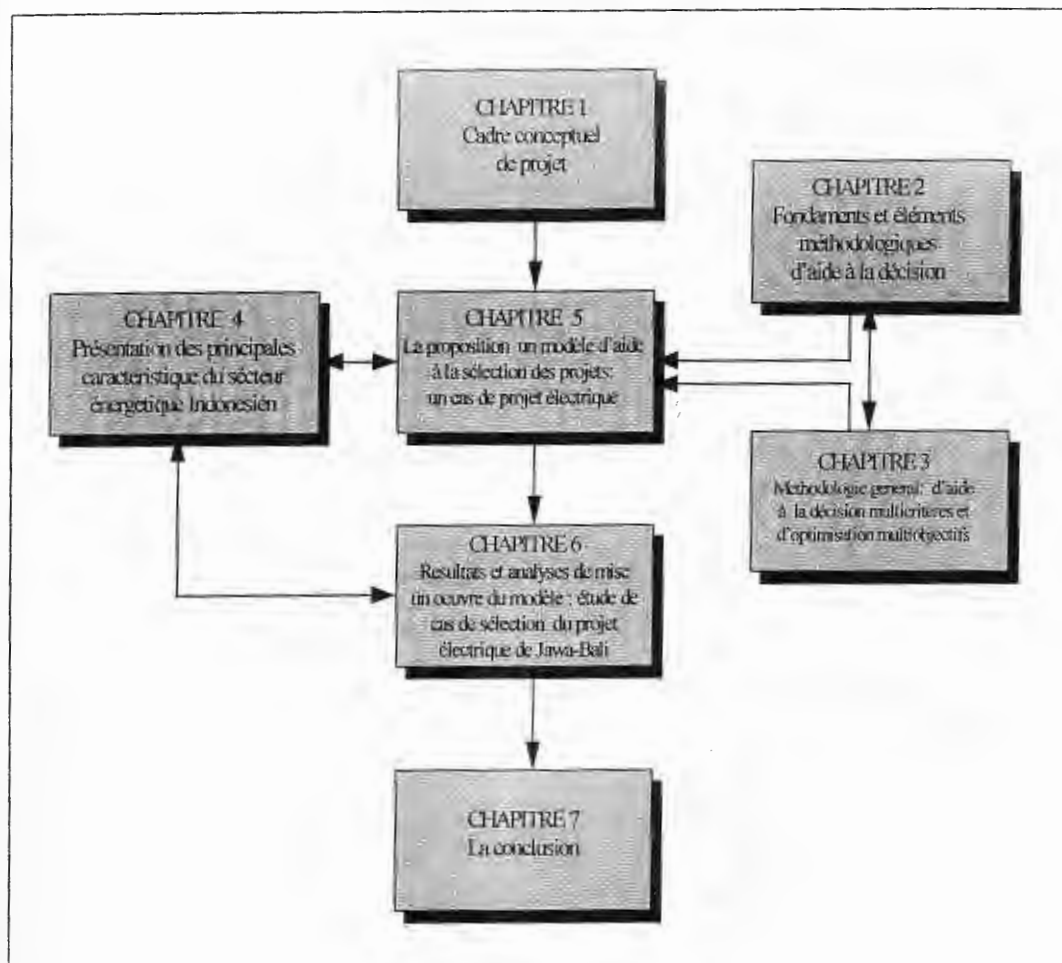 CHAPITRE 1
Cadre conceptuel
de projet
CHAPITRE 2
Fondaments et éléments
méthodologiques
d'aide à la décision
CHAPITRE 4
Présentation des principales
caracteristique du sécteur
énergetique Indonesién
CHAPITRE 5
La proposition un modèle d'aide
à la sélection des projets:
un cas de projet électrique
CHAPITRE 3
Methodologie general: d'aide
à la décision multicriteres et
d'optimisation multiobjectifs
CHAPITRE 6
Resultats et analyses de mise
un oeuvre du modèle : étude de
cas de sélection du projet
électrique de Jawa-Bali
CHAPITRE 7
La conclusion